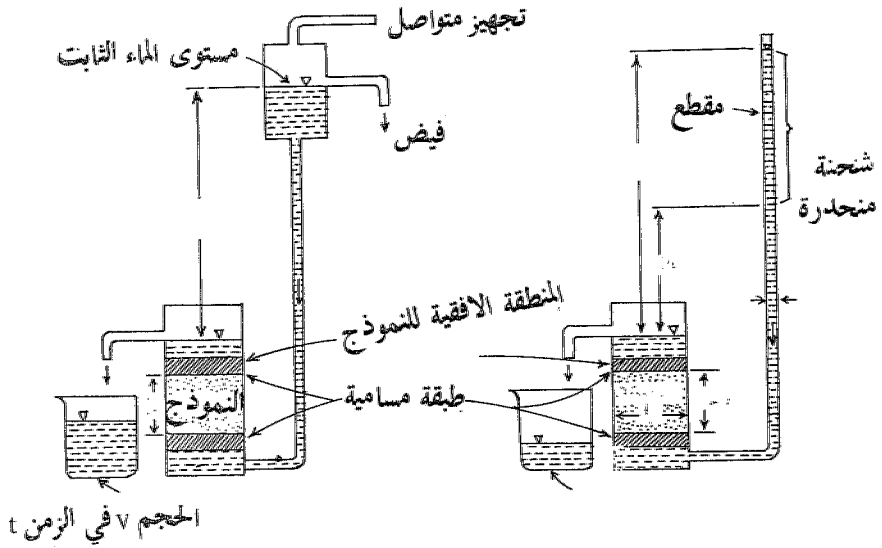 تجهيز متواصل
مستوى الماء الثابت
فيض
مقطع
شحنة
منحدرة
المنطقة الافقية للنموذج
النموذج
طبقة مسامية
الحجم V في الزمن t